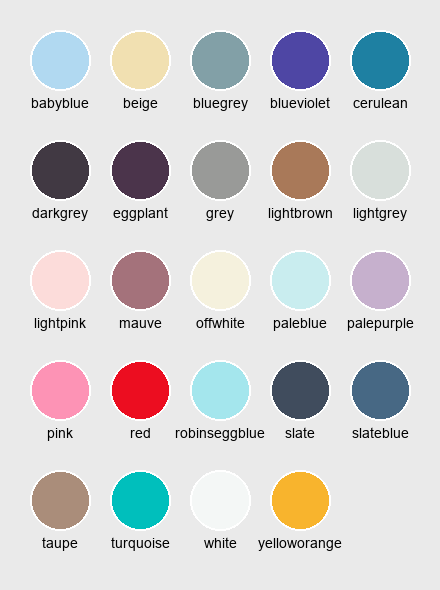 babyblue beige bluegrey blueviolet cerulean
darkgrey eggplant grey lightbrown lightgrey
lightpink mauve offwhite paleblue palepurple
pink red robinseggblue slate slateblue
taupe turquoise white yelloworange